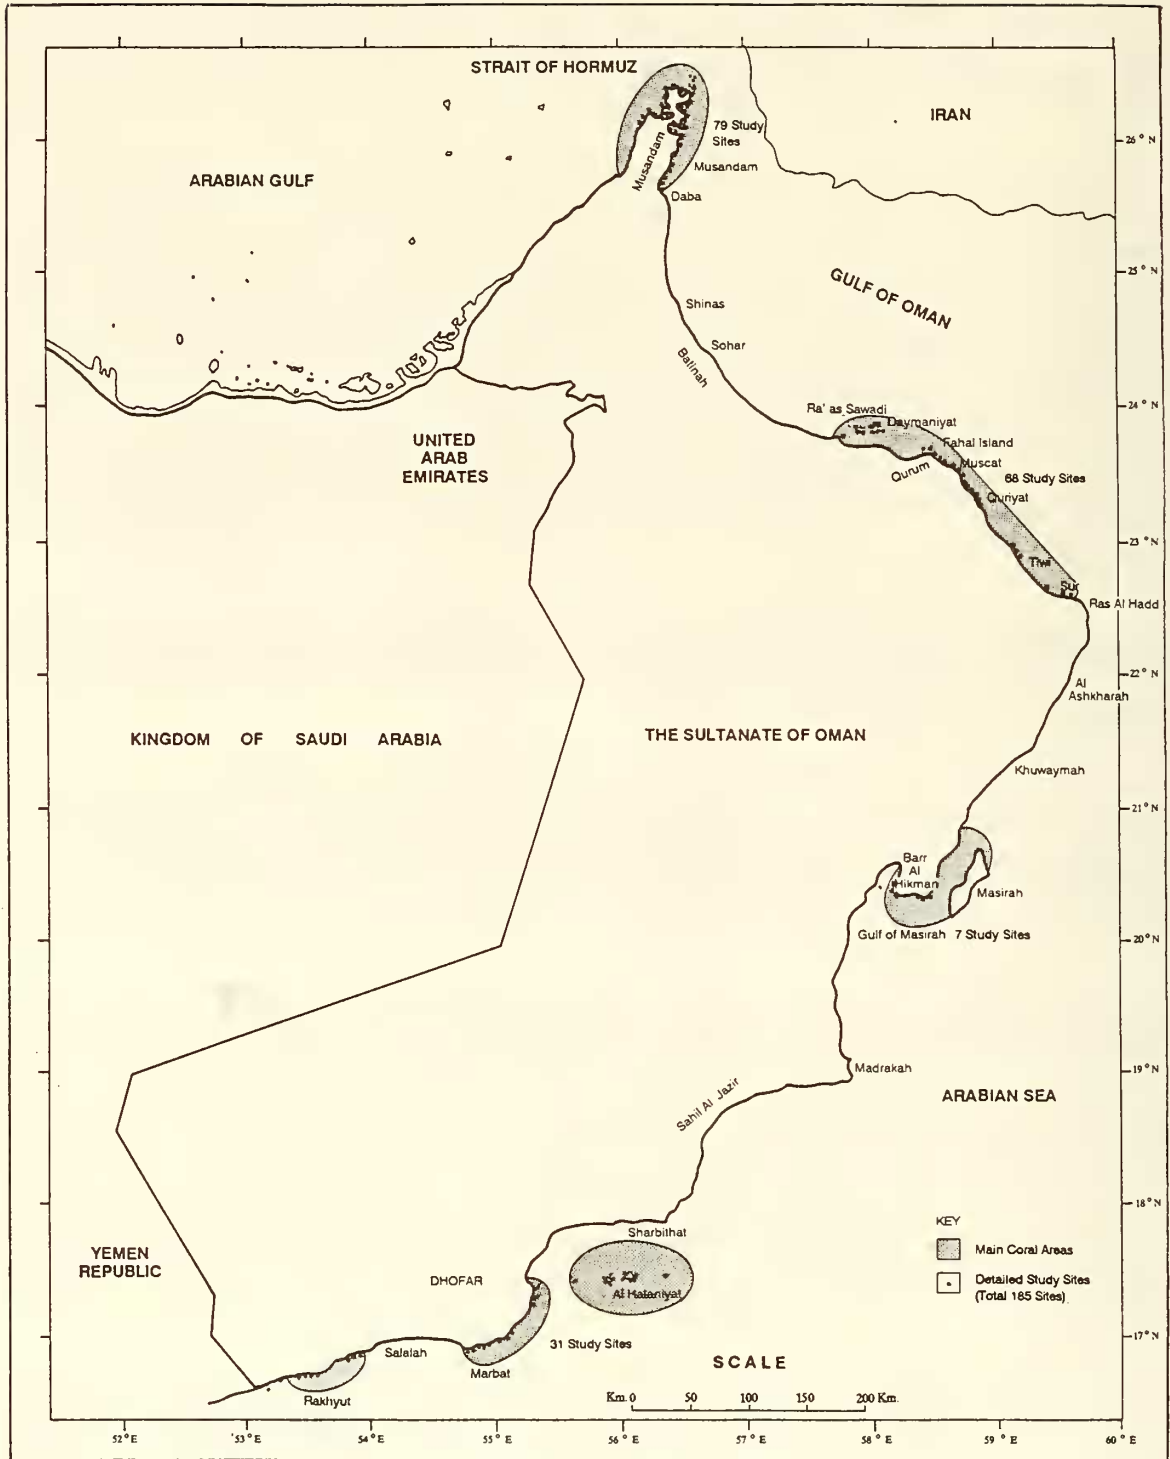 STRAIT OF HORMUZ
IRAN
79 Study
Sites
26° N
Musandam
Musandam
ARABIAN GULF
Daba
25° N
GULF OF OMAN
Shinas
Sohar
Batinah
24° N
Ra' as Sawadi
Daymaniyat
UNITED
ARAB
EMIRATES
Fahal Island
Muscat
Qurum
68 Study Sites
Quriyat
23° N
Tiwi
Sur
Ras Al Hadd
22° N
Al
Ashkharah
KINGDOM OF SAUDI ARABIA
THE SULTANATE OF OMAN
Khuwaymah
21° N
Barr
Al
Hikman
Masirah
Gulf of Masirah 7 Study Sites
20° N
Madrakah
19° N
ARABIAN SEA
Sahil Al Jazir
18° N
Sharbithat
KEY
Main Coral Areas
YEMEN
REPUBLIC
DHOFAR
Detailed Study Sites
(Total 185 Sites)
Al Halaniyat
17° N
31 Study Sites
Salalah
SCALE
Marbat
Rakhyut
Km. 0 50 100 150 200 Km.
52° E 53° E 54° E 55° E 56° E 57° E 58° E 59° E 60° E